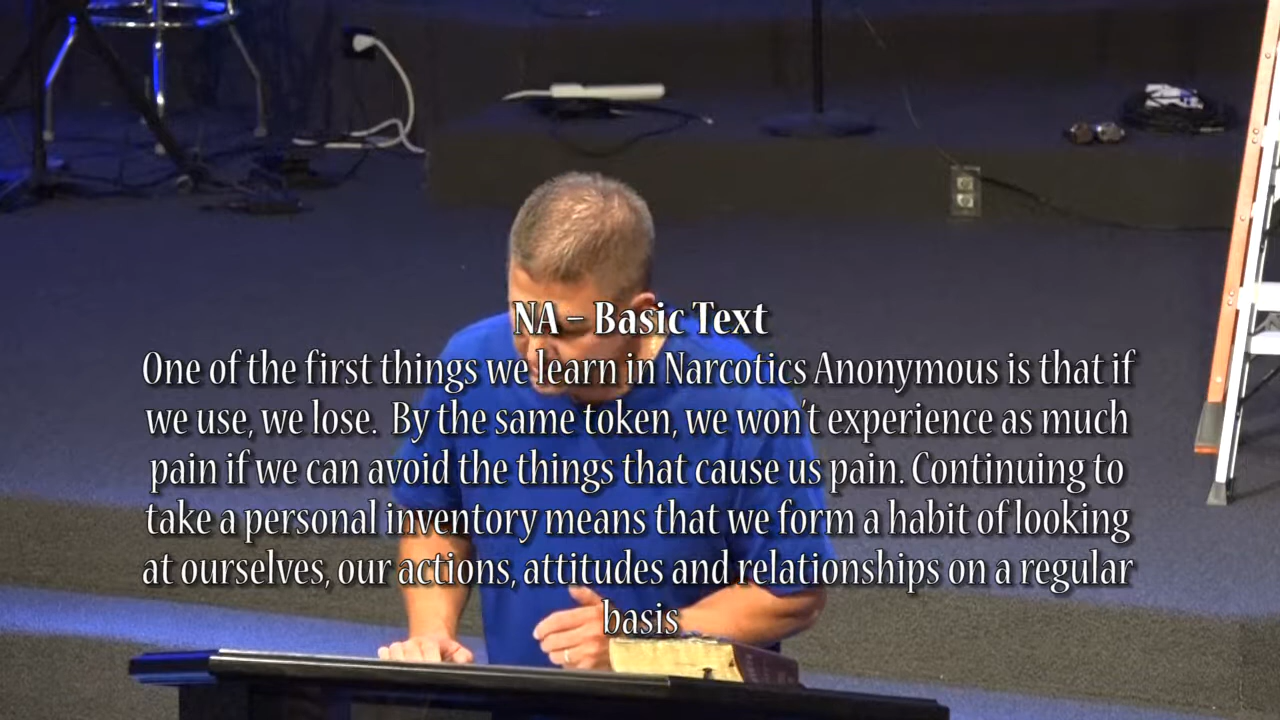 NA – Basic Text
One of the first things we learn in Narcotics Anonymous is that if
we use, we lose.  By the same token, we won't experience as much
pain if we can avoid the things that cause us pain. Continuing to
take a personal inventory means that we form a habit of looking
at ourselves, our actions, attitudes and relationships on a regular
basis